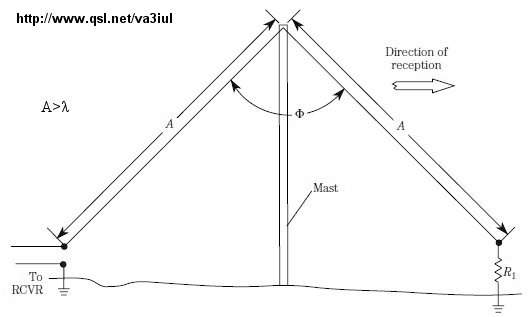 http://www.qsl.net/va3iul
Direction of
reception
A>λ
A
Φ
A
Mast
To
RCVR
R1